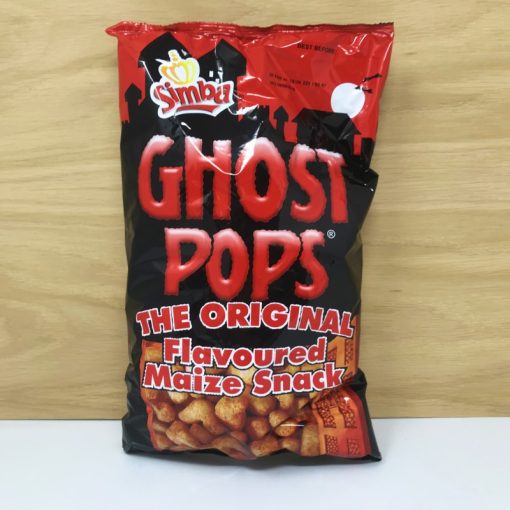 BEST BEFORE
Simba
GHOST
POPS®
THE ORIGINAL
Flavoured
Maize Snack